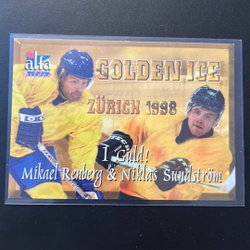 alfa
GOLDEN ICE
ZÜRICH 1998
I Guld!
Mikael Renberg & Niklas Sundström